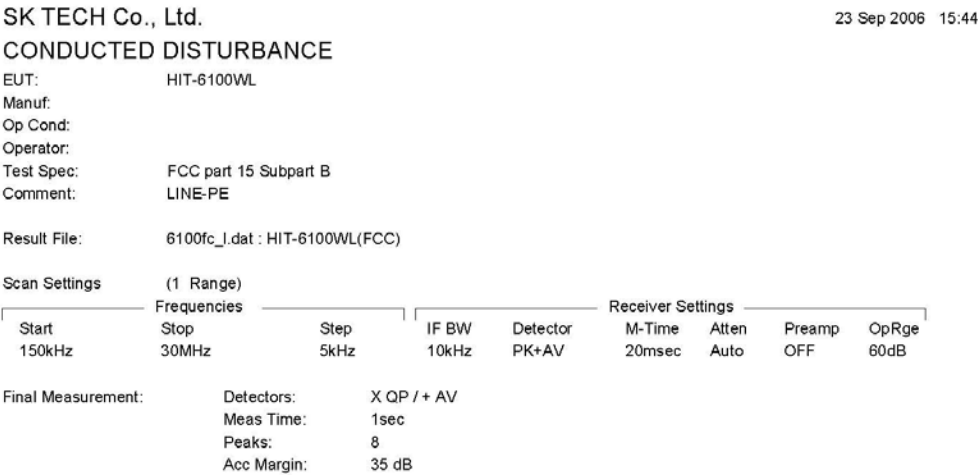 SK TECH Co., Ltd. 23 Sep 2006 15:44
CONDUCTED DISTURBANCE
EUT: HIT-6100WL
Manuf:
Op Cond:
Operator:
Test Spec: FCC part 15 Subpart B
Comment: LINE-PE
Result File: 6100fc_l.dat : HIT-6100WL(FCC)
Scan Settings (1 Range)
Frequencies Receiver Settings
Start Stop Step IF BW Detector M-Time Atten Preamp OpRge
150kHz 30MHz 5kHz 10kHz PK+AV 20msec Auto OFF 60dB
Final Measurement: Detectors: X QP / + AV
Meas Time: 1sec
Peaks: 8
Acc Margin: 35 dB